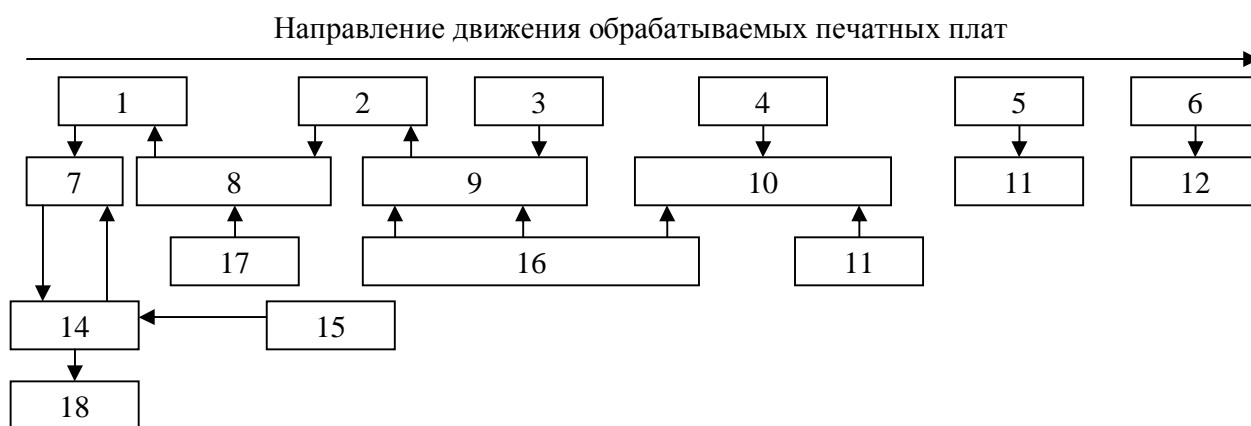 Направление движения обрабатываемых печатных плат
1 2 3 4 5 6
7 8 9 10 11 12
17 16 11
14 15
18